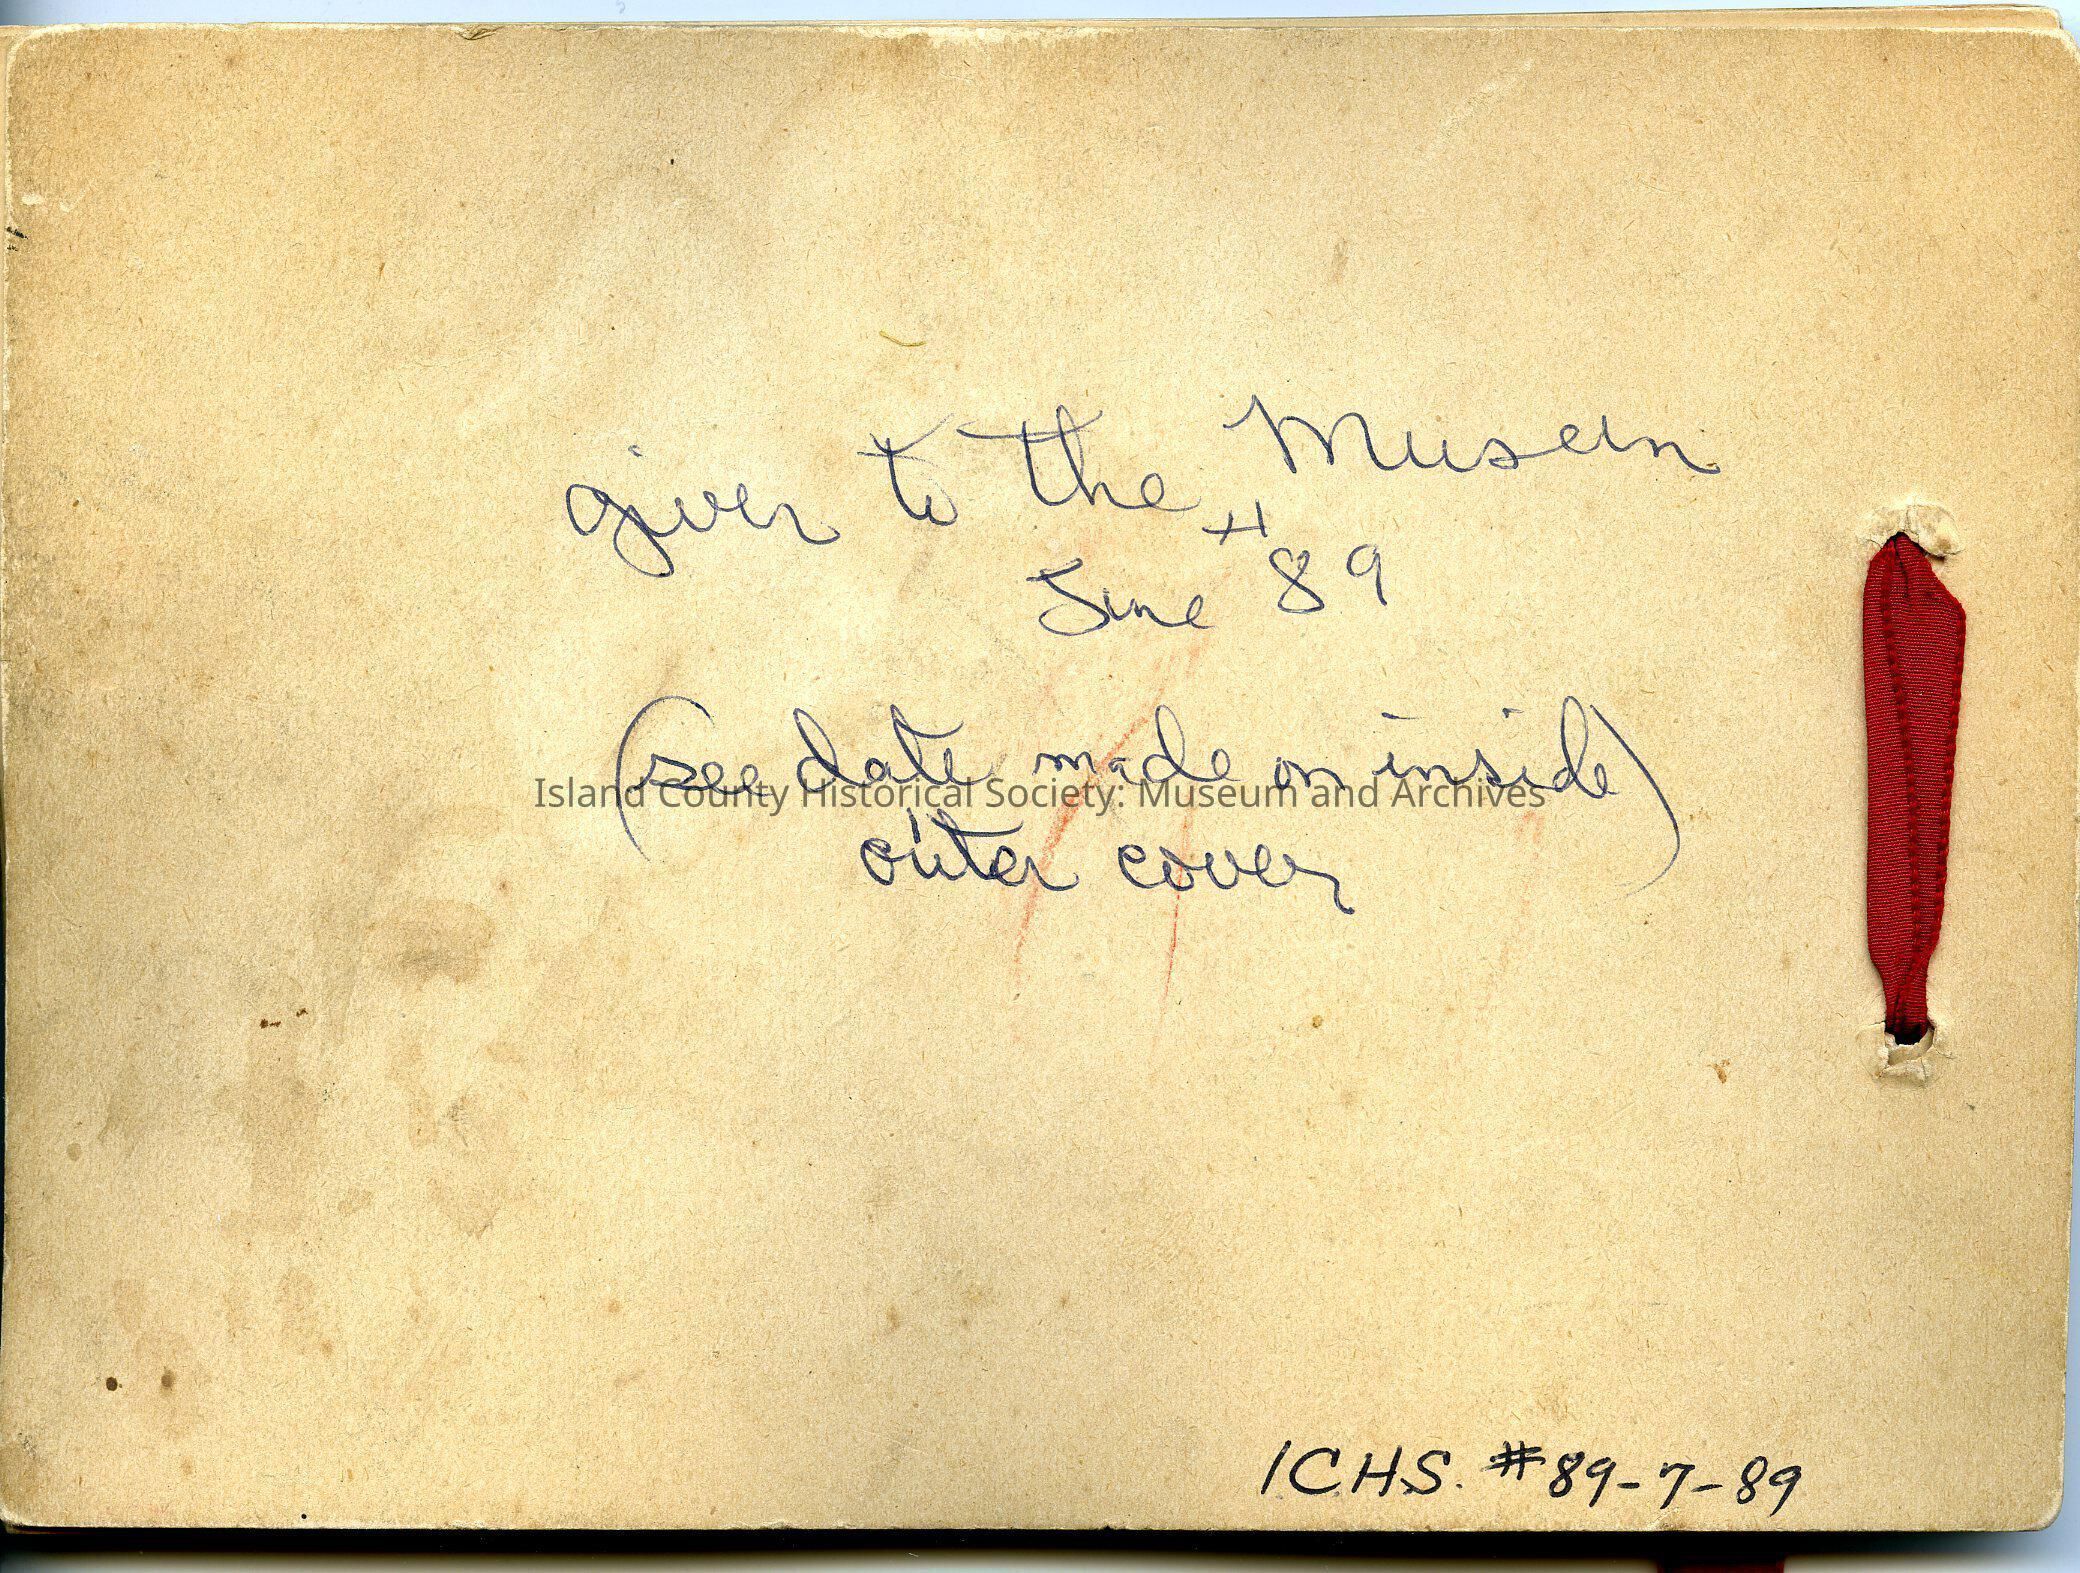 given to the Museum
June 89
(see date made on inside)
outer cover
Island County Historical Society: Museum and Archives
ICHS. #89-7-89